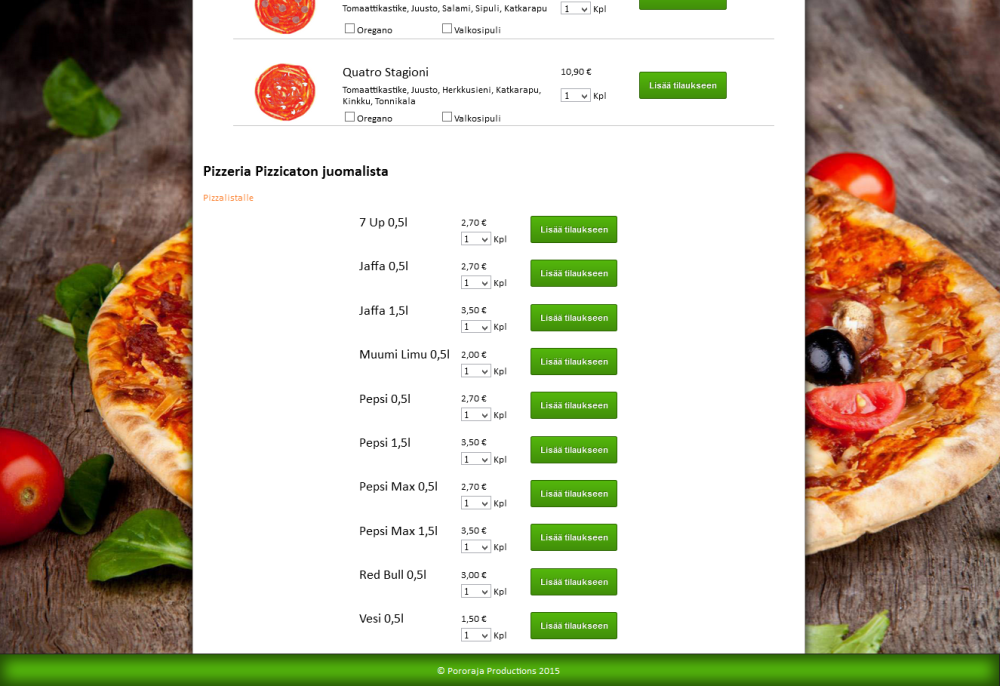 Tomaattikastike, Juusto, Salami, Sipuli, Katkarapu
1 Kpl
Oregano Valkosipuli
Quatro Stagioni
10,90 €
Lisää tilaukseen
Tomaattikastike, Juusto, Herkkusieni, Katkarapu,
Kinkku, Tonnikala
1 Kpl
Oregano Valkosipuli
Pizzeria Pizzicaton juomalista
Pizzalistalle
7 Up 0,5l 2,70 €
1 Kpl
Lisää tilaukseen
Jaffa 0,5l 2,70 €
1 Kpl
Lisää tilaukseen
Jaffa 1,5l 3,50 €
1 Kpl
Lisää tilaukseen
Muumi Limu 0,5l 2,00 €
1 Kpl
Lisää tilaukseen
Pepsi 0,5l 2,70 €
1 Kpl
Lisää tilaukseen
Pepsi 1,5l 3,50 €
1 Kpl
Lisää tilaukseen
Pepsi Max 0,5l 2,70 €
1 Kpl
Lisää tilaukseen
Pepsi Max 1,5l 3,50 €
1 Kpl
Lisää tilaukseen
Red Bull 0,5l 3,00 €
1 Kpl
Lisää tilaukseen
Vesi 0,5l 1,50 €
1 Kpl
Lisää tilaukseen
© Pororaja Productions 2015